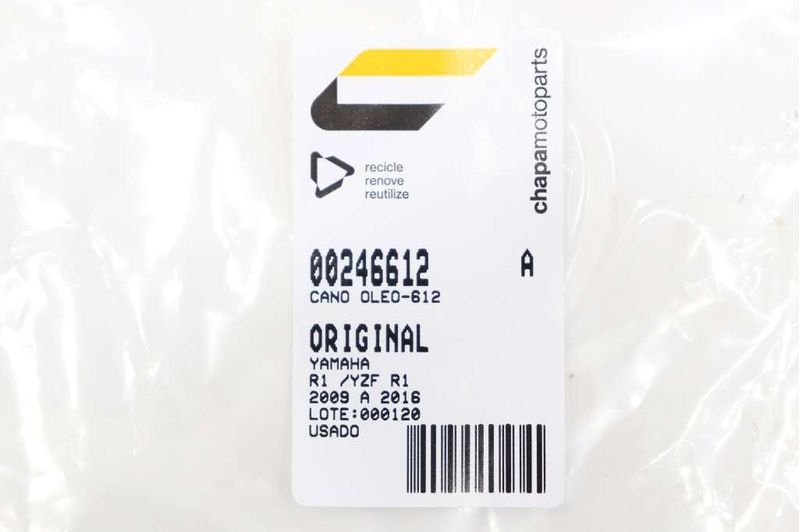 chapamotoparts
recicle
renove
reutilize
00246612 A
CANO OLEO-612
ORIGINAL
YAMAHA
R1 /YZF R1
2009 A 2016
LOTE:000120
USADO